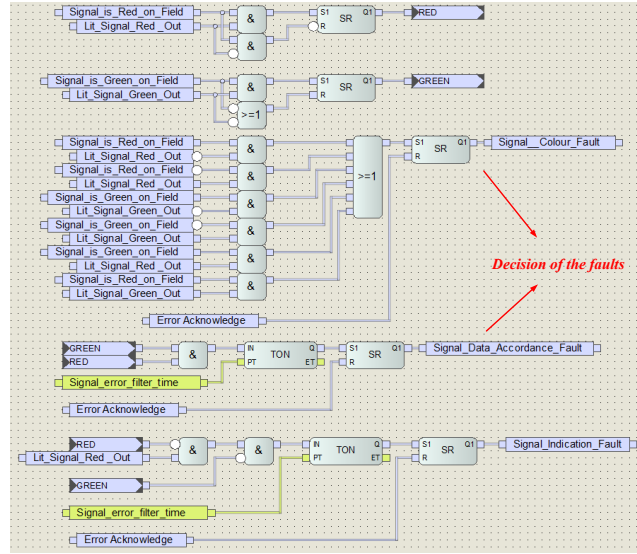 Signal_is_Red_on_Field
Lit_Signal_Red _Out
&
&
S1 Q1
SR
R
RED
Signal_is_Green_on_Field
Lit_Signal_Green_Out
&
>=1
S1 Q1
SR
R
GREEN
Signal_is_Red_on_Field
Lit_Signal_Red _Out
Signal_is_Red_on_Field
Lit_Signal_Red _Out
Signal_is_Green_on_Field
Lit_Signal_Green_Out
Signal_is_Green_on_Field
Lit_Signal_Green_Out
Signal_is_Green_on_Field
Lit_Signal_Red _Out
Signal_is_Red_on_Field
Lit_Signal_Green_Out
&
&
&
&
&
&
>=1
S1 Q1
SR
R
Signal__Colour_Fault
Error Acknowledge
Decision of the faults
GREEN
RED
&
IN Q
TON
PT ET
S1 Q1
SR
R
Signal_Data_Accordance_Fault
Signal_error_filter_time
Error Acknowledge
RED
Lit_Signal_Red _Out
&
&
IN Q
TON
PT ET
S1 Q1
SR
R
Signal_Indication_Fault
GREEN
Signal_error_filter_time
Error Acknowledge